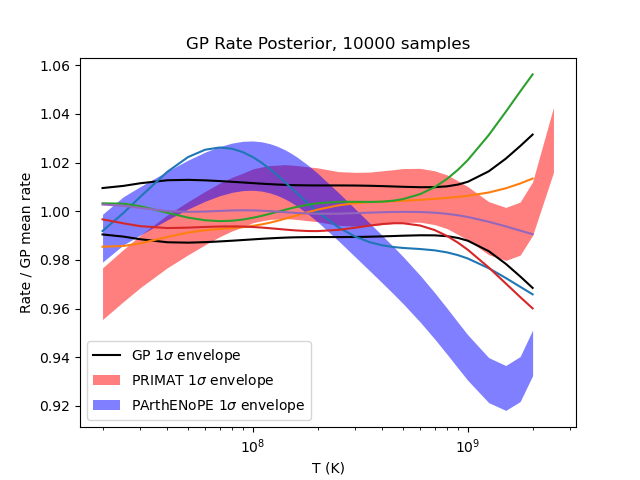 GP Rate Posterior, 10000 samples
Rate / GP mean rate
1.06
1.04
1.02
1.00
0.98
0.96
0.94
0.92
GP 1σ envelope
PRIMAT 1σ envelope
PArthENoPE 1σ envelope
10⁸ 10⁹
T (K)